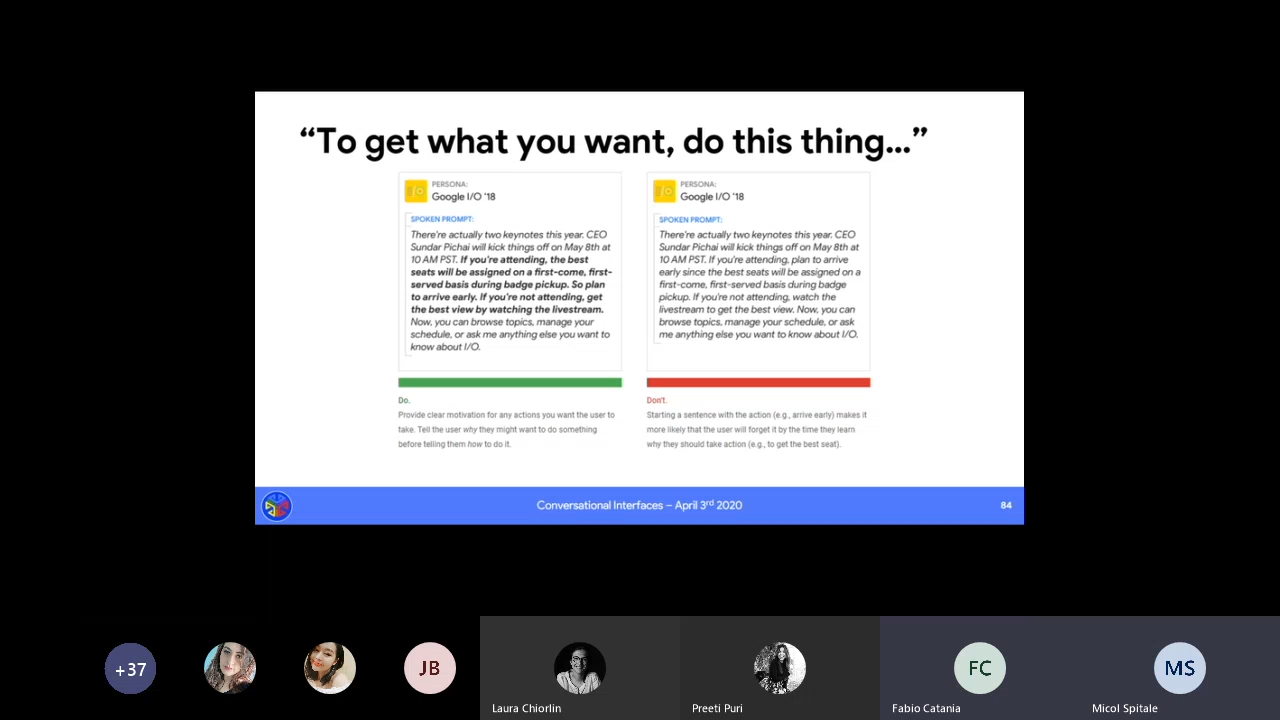 “To get what you want, do this thing...”
PERSONA:
Google I/O ‘18
SPOKEN PROMPT:
There're actually two keynotes this year. CEO
Sundar Pichai will kick things off on May 8th at
10 AM PST. If you're attending, the best
seats will be assigned on a first-come, first-
served basis during badge pickup. So plan
to arrive early. If you're not attending, get
the best view by watching the livestream.
Now, you can browse topics, manage your
schedule, or ask me anything else you want to
know about I/O.
Do.
Provide clear motivation for any actions you want the user to
take. Tell the user why they might want to do something
before telling them how to do it.
PERSONA:
Google I/O ‘18
SPOKEN PROMPT:
There're actually two keynotes this year. CEO
Sundar Pichai will kick things off on May 8th at
10 AM PST. If you're attending, plan to arrive
early since the best seats will be assigned on a
first-come, first-served basis during badge
pickup. If you're not attending, watch the
livestream to get the best view. Now, you can
browse topics, manage your schedule, or ask
me anything else you want to know about I/O.
Don't.
Starting a sentence with the action (e.g., arrive early) makes it
more likely that the user will forget it by the time they learn
why they should take action (e.g., to get the best seat).
Conversational Interfaces – April 3rd 2020
84
+37
JB
FC
MS
Laura Chiorlin
Preeti Puri
Fabio Catania
Micol Spitale